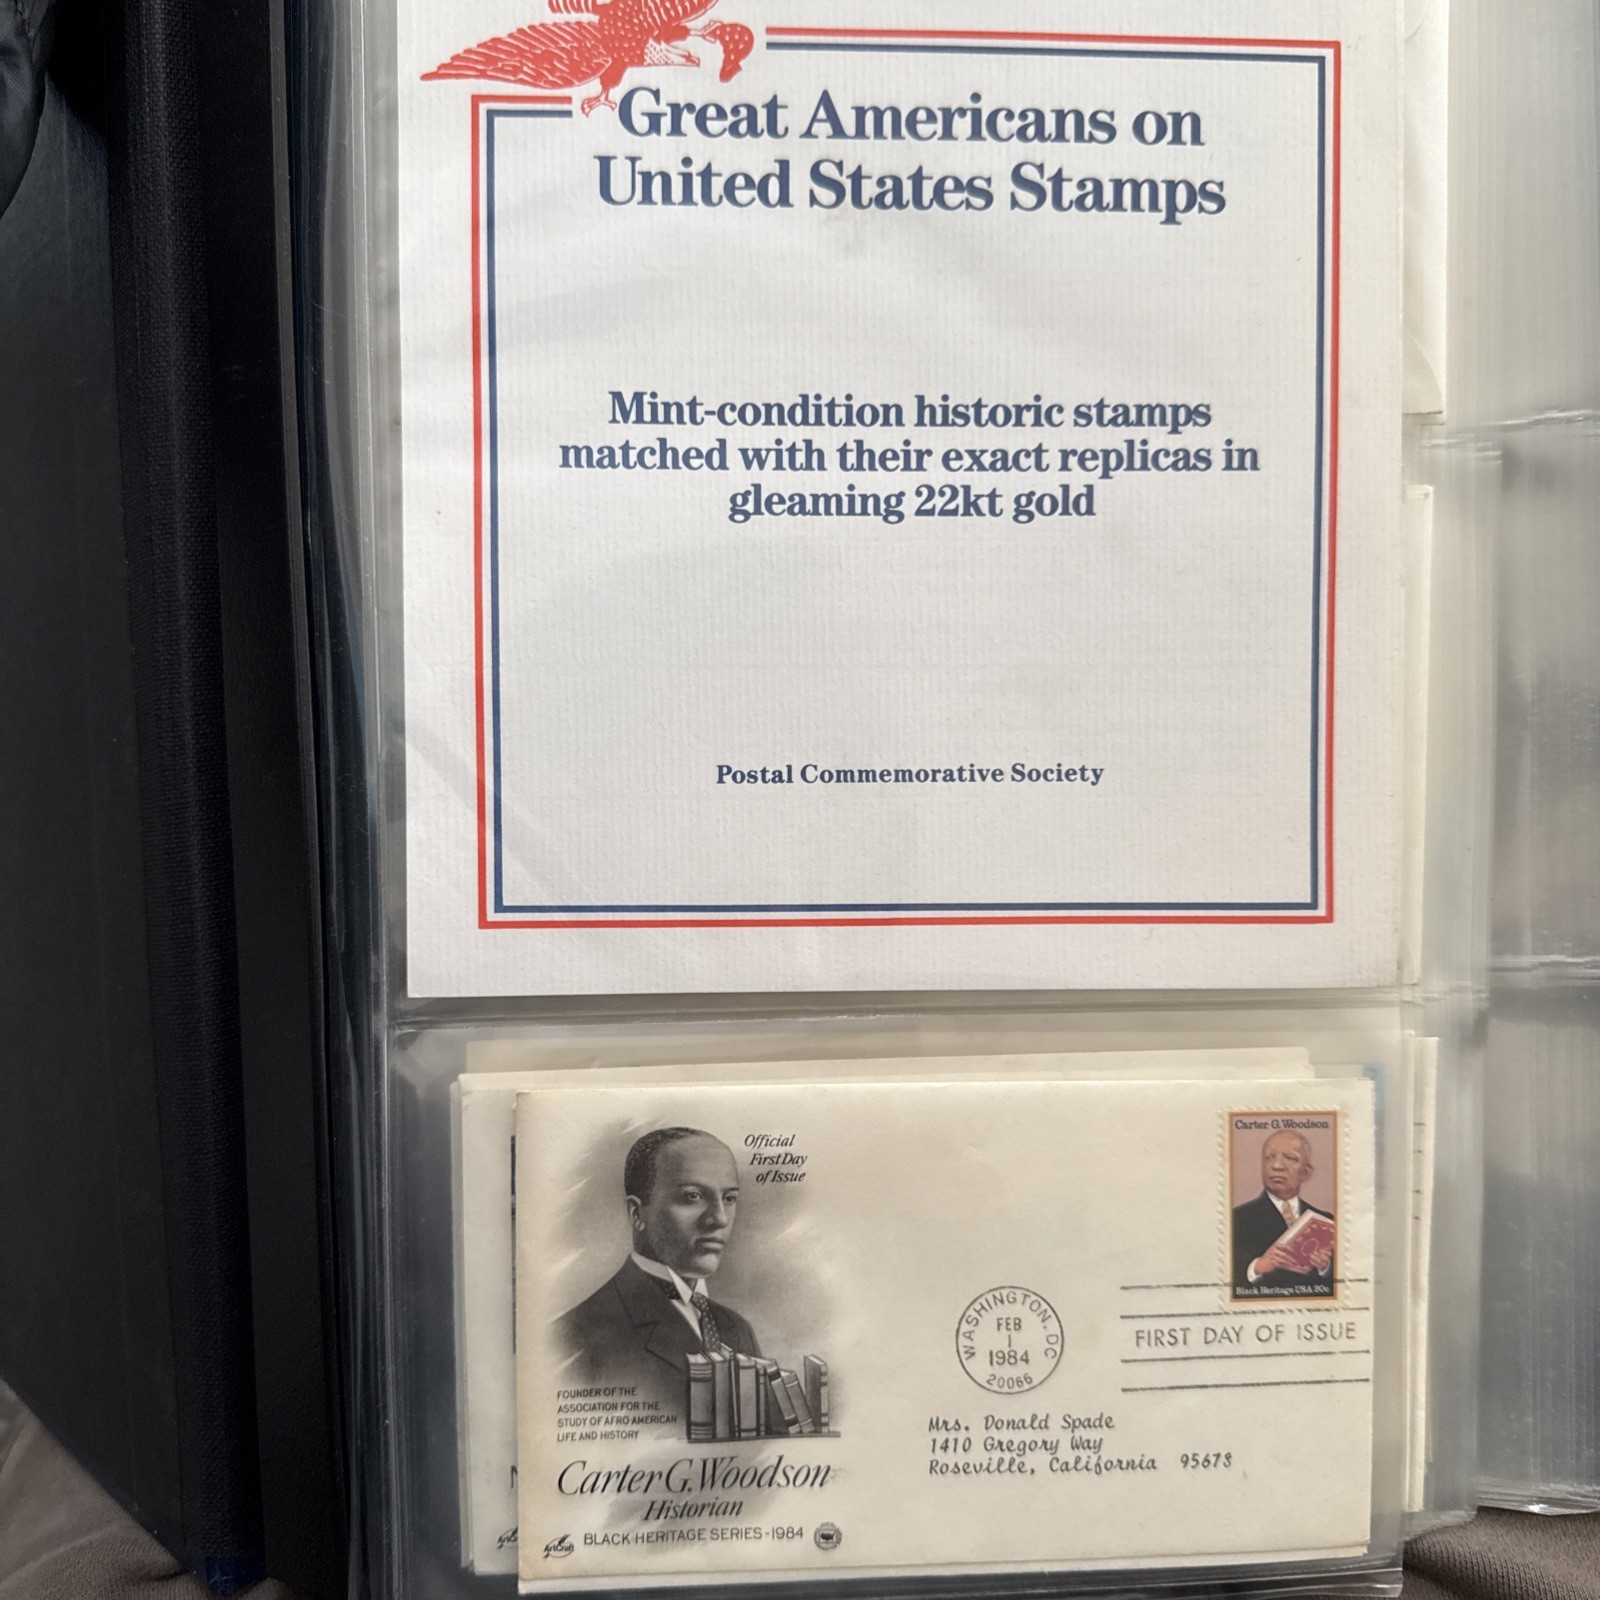 Great Americans on
United States Stamps
Mint-condition historic stamps
matched with their exact replicas in
gleaming 22kt gold
Postal Commemorative Society
Official
First Day
of Issue
Carter G. Woodson
Black Heritage USA 20c
WASHINGTON, DC
FEB
1
1984
20066
FIRST DAY OF ISSUE
FOUNDER OF THE
ASSOCIATION FOR THE
STUDY OF AFRO-AMERICAN
LIFE AND HISTORY
Mrs. Donald Spade
1410 Gregory Way
Roseville, California 95678
Carter G. Woodson
Historian
ArtCraft
BLACK HERITAGE SERIES-1984